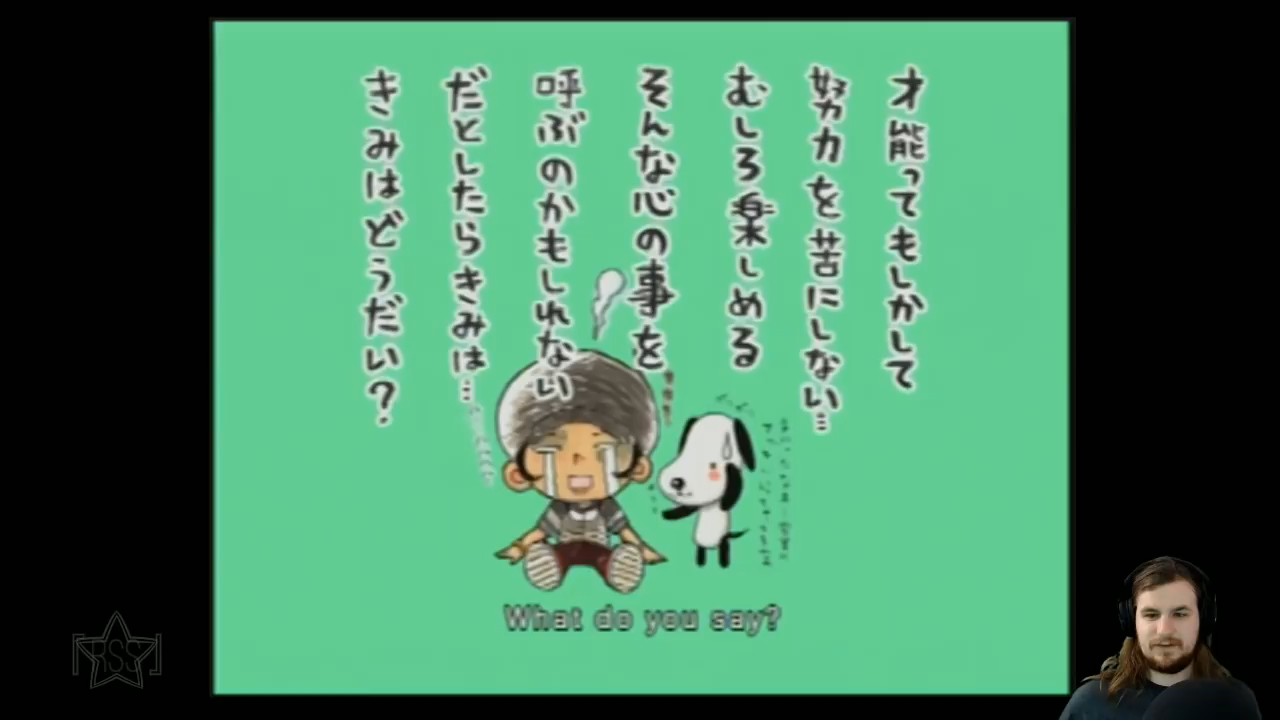 才能ってもしかして
努力を苦にしない…
むしろ楽しめる
そんな心の事を
呼ぶのかもしれない
だとしたらきみは…
きみはどうだい？
What do you say?
RSS